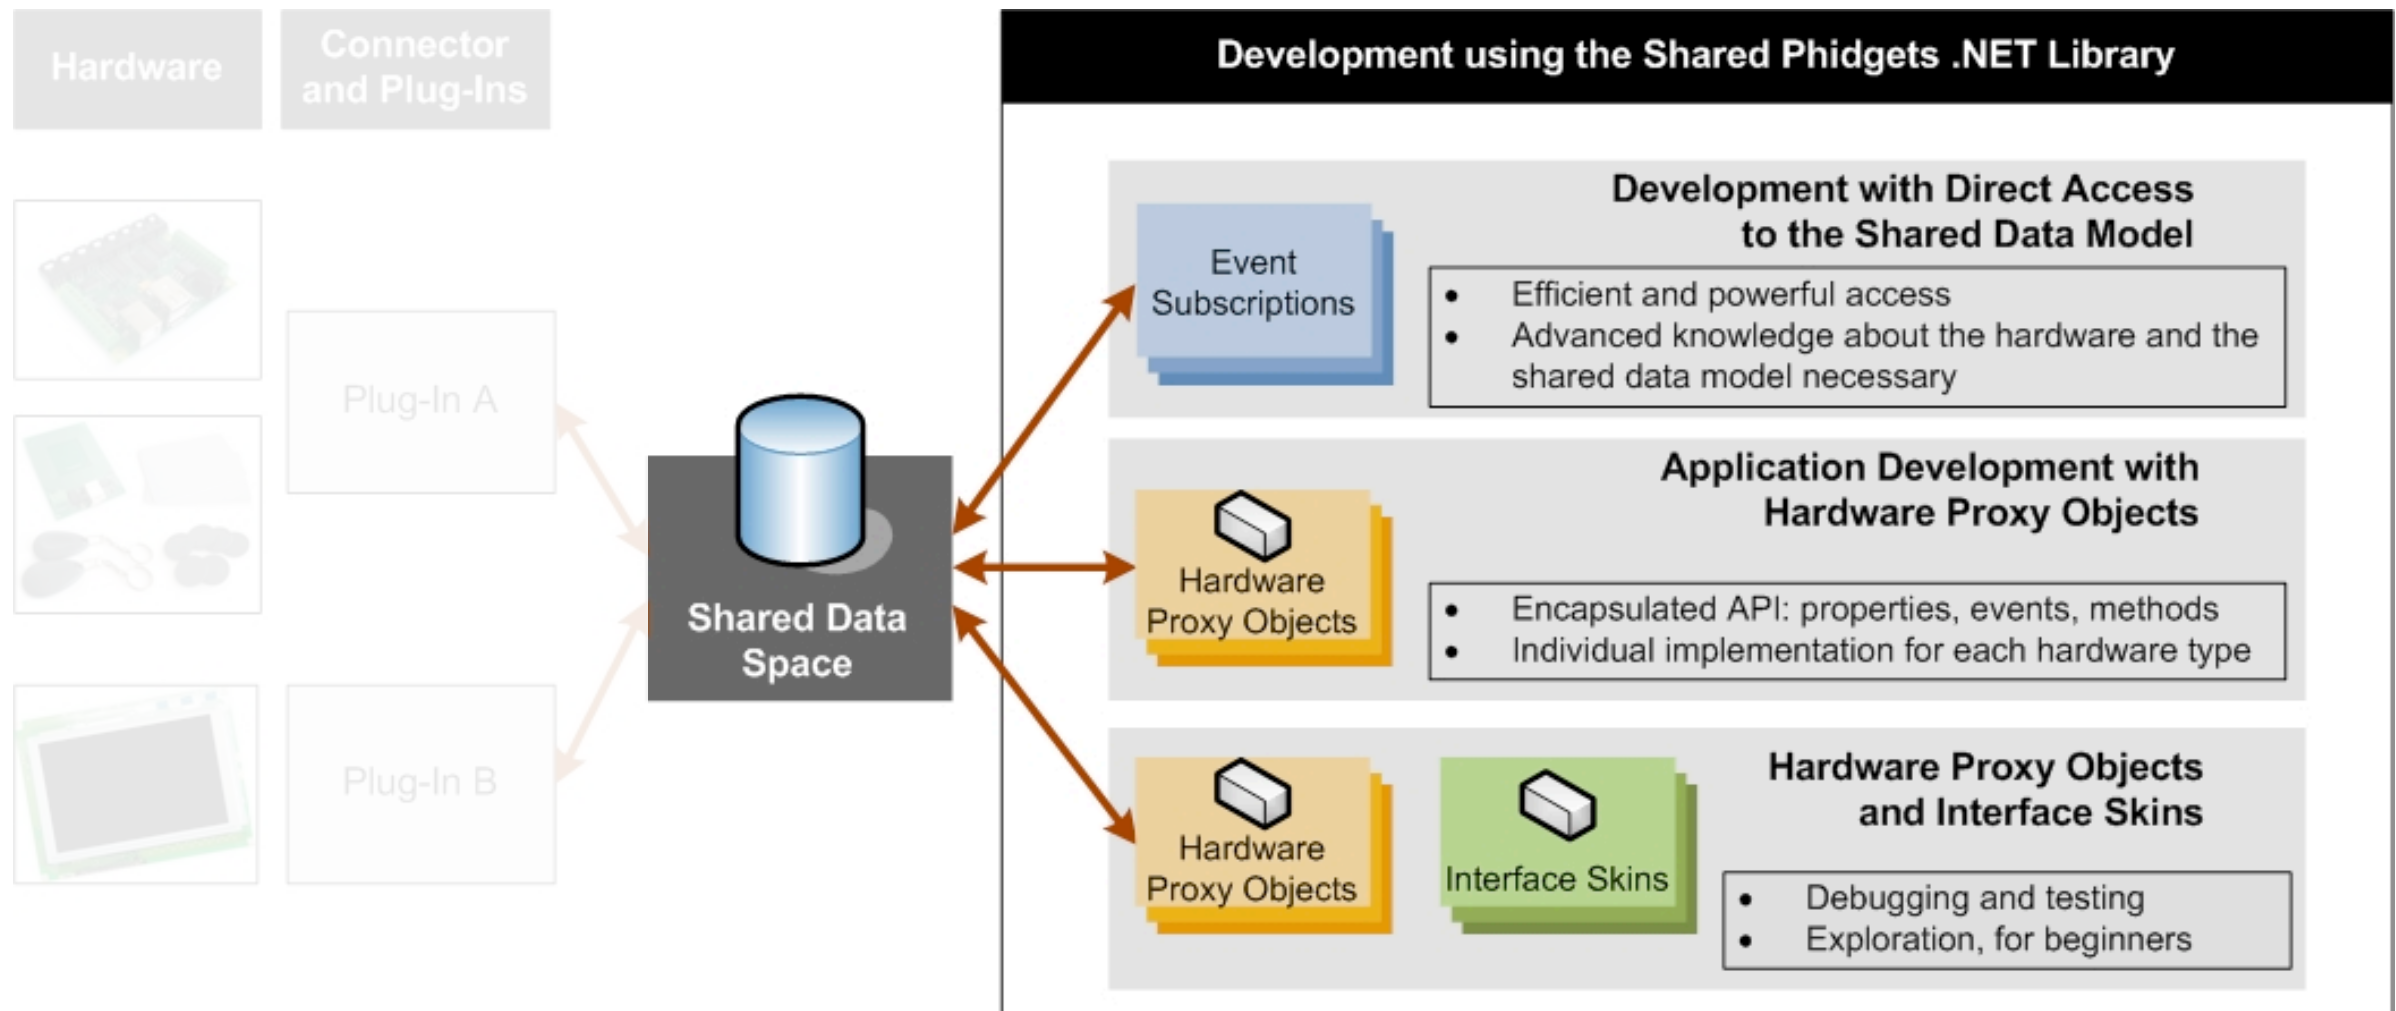 Hardware
Connector
and Plug-Ins
Plug-In A
Plug-In B
Shared Data
Space
Development using the Shared Phidgets .NET Library
Development with Direct Access
to the Shared Data Model
Event
Subscriptions
• Efficient and powerful access
• Advanced knowledge about the hardware and the
shared data model necessary
Application Development with
Hardware Proxy Objects
Hardware
Proxy Objects
• Encapsulated API: properties, events, methods
• Individual implementation for each hardware type
Hardware Proxy Objects
and Interface Skins
Hardware
Proxy Objects
Interface Skins
• Debugging and testing
• Exploration, for beginners